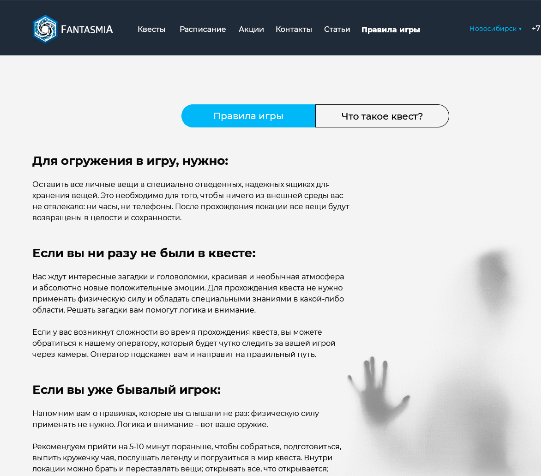 FANTASMIA
Квесты Расписание Акции Контакты Статьи Правила игры Новосибирск +7
Правила игры Что такое квест?
Для огружения в игру, нужно:
Оставить все личные вещи в специально отведенных, надежных ящиках для
хранения вещей. Это необходимо для того, чтобы ничего из внешней среды вас
не отвлекало: ни часы, ни телефоны. После прохождения локации все вещи будут
возвращены в целости и сохранности.
Если вы ни разу не были в квесте:
Вас ждут интересные загадки и головоломки, красивая и необычная атмосфера
и абсолютно новые положительные эмоции. Для прохождения квеста не нужно
применять физическую силу и обладать специальными знаниями в какой-либо
области. Решать загадки вам помогут логика и внимание.
Если у вас возникнут сложности во время прохождения квеста, вы можете
обратиться к нашему оператору, который будет чутко следить за вашей игрой
через камеры. Оператор подскажет вам и направит на правильный путь.
Если вы уже бывалый игрок:
Напомним вам о правилах, которые вы слышали не раз: физическую силу
применять не нужно. Логика и внимание – вот ваше оружие.
Рекомендуем прийти на 5-10 минут пораньше, чтобы собраться, подготовиться,
выпить кружечку чая, послушать легенду и погрузиться в мир квеста. Внутри
локации можно брать и переставлять вещи; открывать все, что открывается;